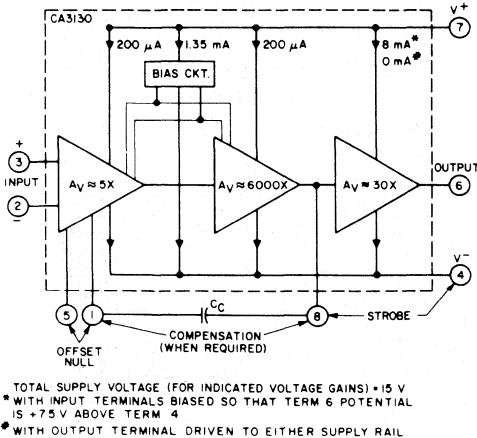 CA3130
V+
7
200 µA
1.35 mA
200 µA
8 mA*
0 mA#
BIAS CKT.
+
3
INPUT
2
–
AV ≈ 5X
AV ≈ 6000X
AV ≈ 30X
OUTPUT
6
V–
4
CC
5
1
8
STROBE
OFFSET
NULL
COMPENSATION
(WHEN REQUIRED)
TOTAL SUPPLY VOLTAGE (FOR INDICATED VOLTAGE GAINS) = 15 V
* WITH INPUT TERMINALS BIASED SO THAT TERM 6 POTENTIAL
IS +7.5 V ABOVE TERM 4
# WITH OUTPUT TERMINAL DRIVEN TO EITHER SUPPLY RAIL